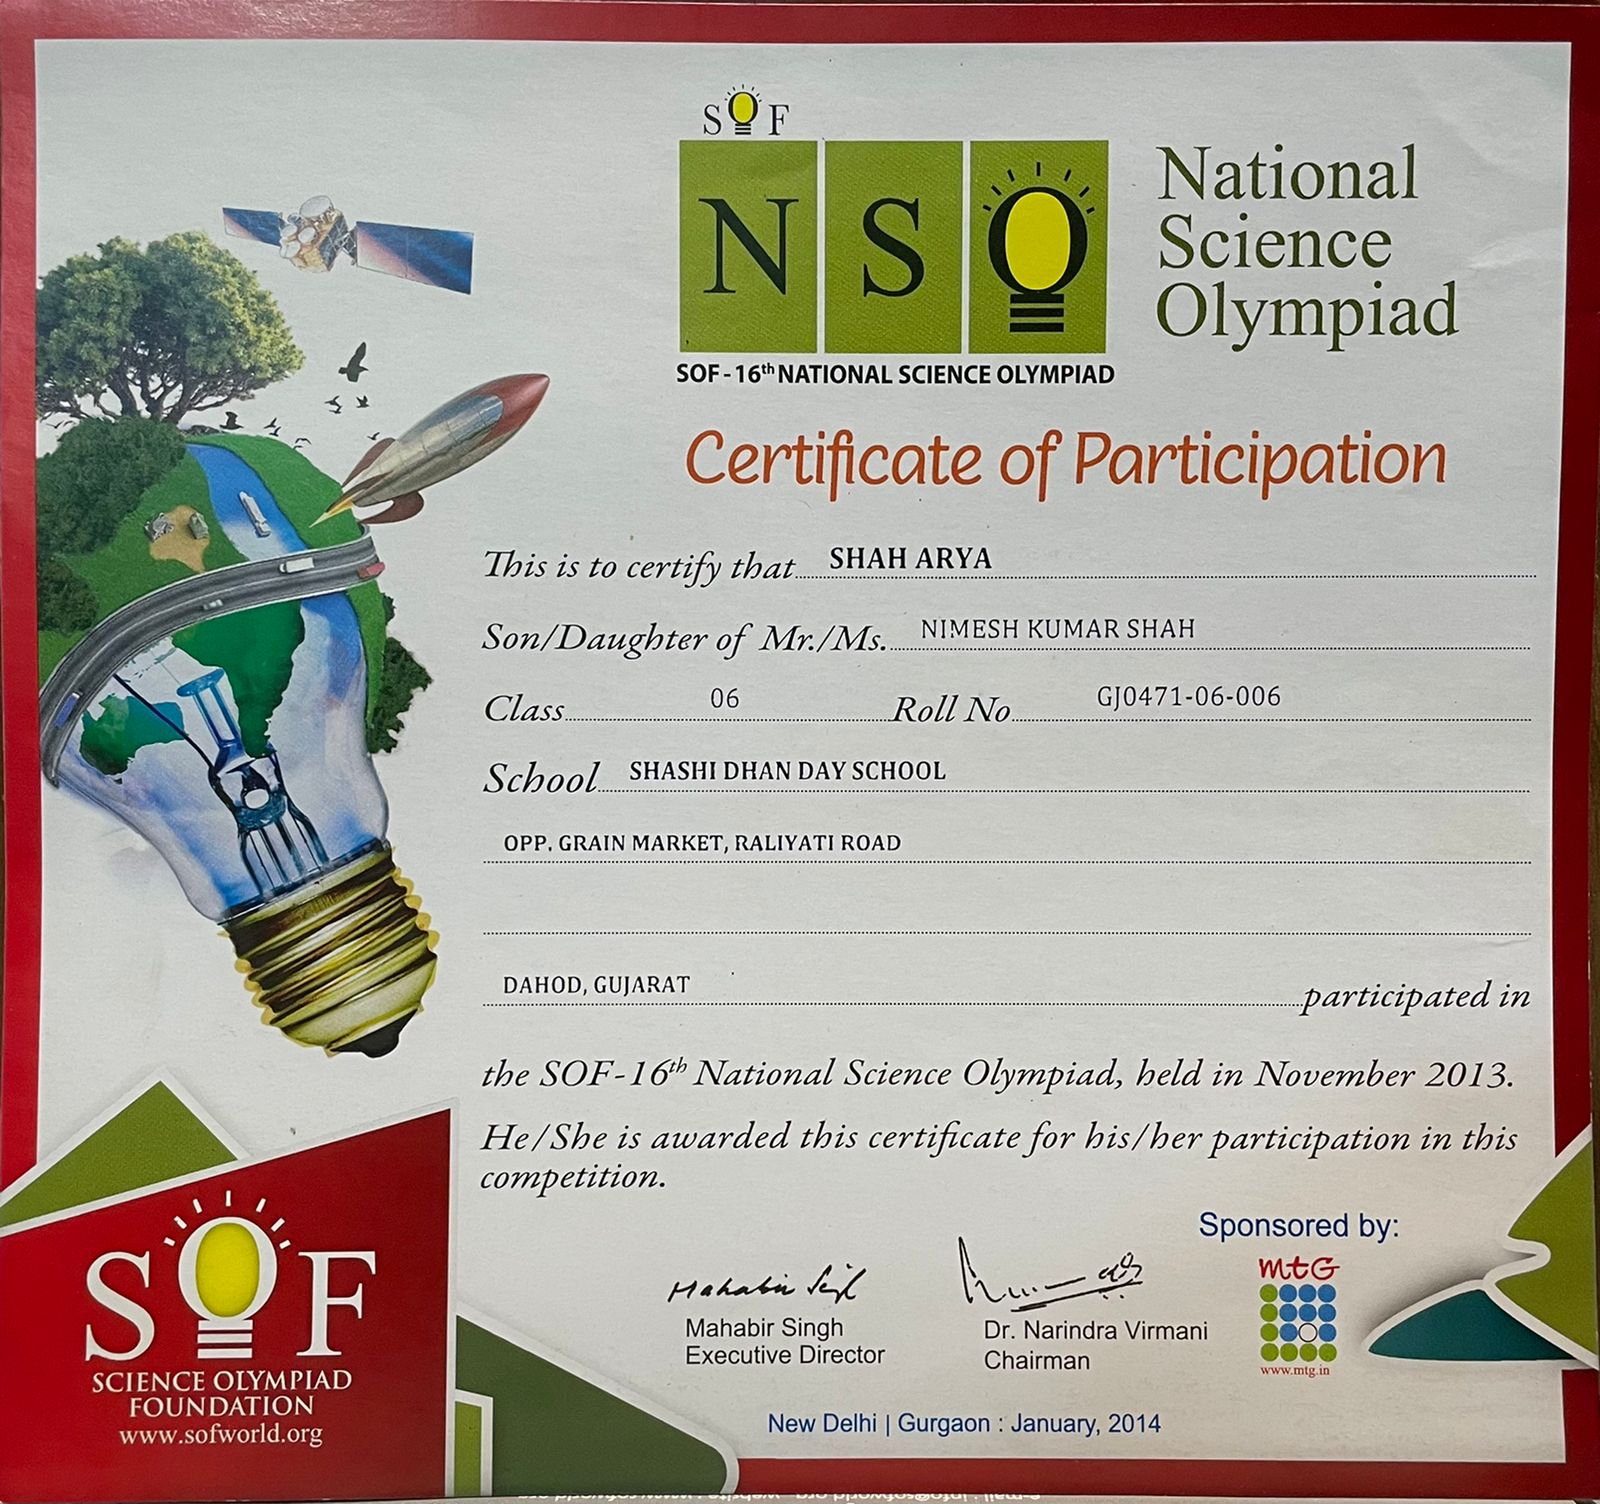 SOF
NSO
National
Science
Olympiad
SOF - 16th NATIONAL SCIENCE OLYMPIAD
Certificate of Participation
This is to certify that SHAH ARYA
Son/Daughter of Mr./Ms. NIMESH KUMAR SHAH
Class 06 Roll No GJ0471-06-006
School SHASHI DHAN DAY SCHOOL
OPP. GRAIN MARKET, RALIYATI ROAD
DAHOD, GUJARAT participated in
the SOF-16th National Science Olympiad, held in November 2013.
He/She is awarded this certificate for his/her participation in this
competition.
Sponsored by:
mtG
www.mtg.in
Mahabir Singh
Mahabir Singh
Executive Director
Dr. Narindra Virmani
Chairman
New Delhi | Gurgaon : January, 2014
SOF
SCIENCE OLYMPIAD
FOUNDATION
www.sofworld.org